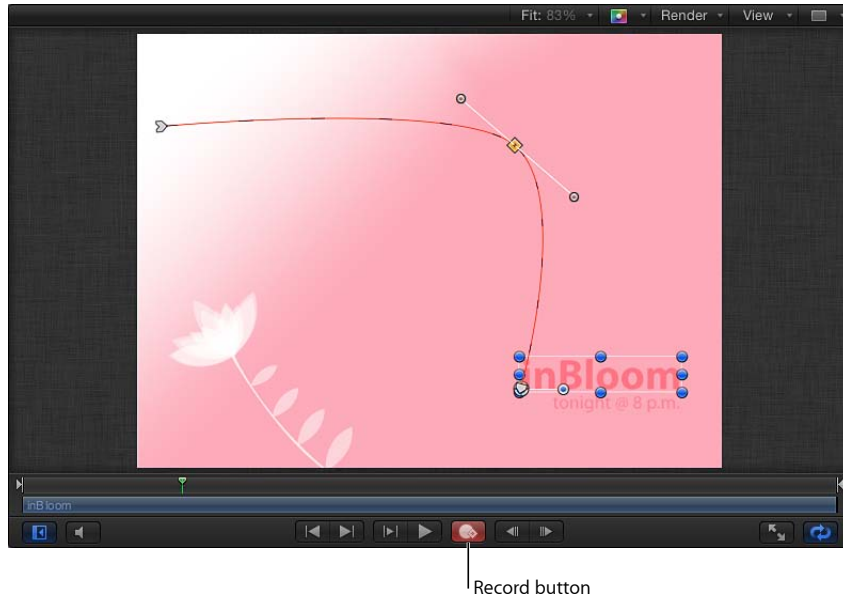 Fit: 83% Render View
inBloom
tonight @ 8 p.m.
inBloom
Record button